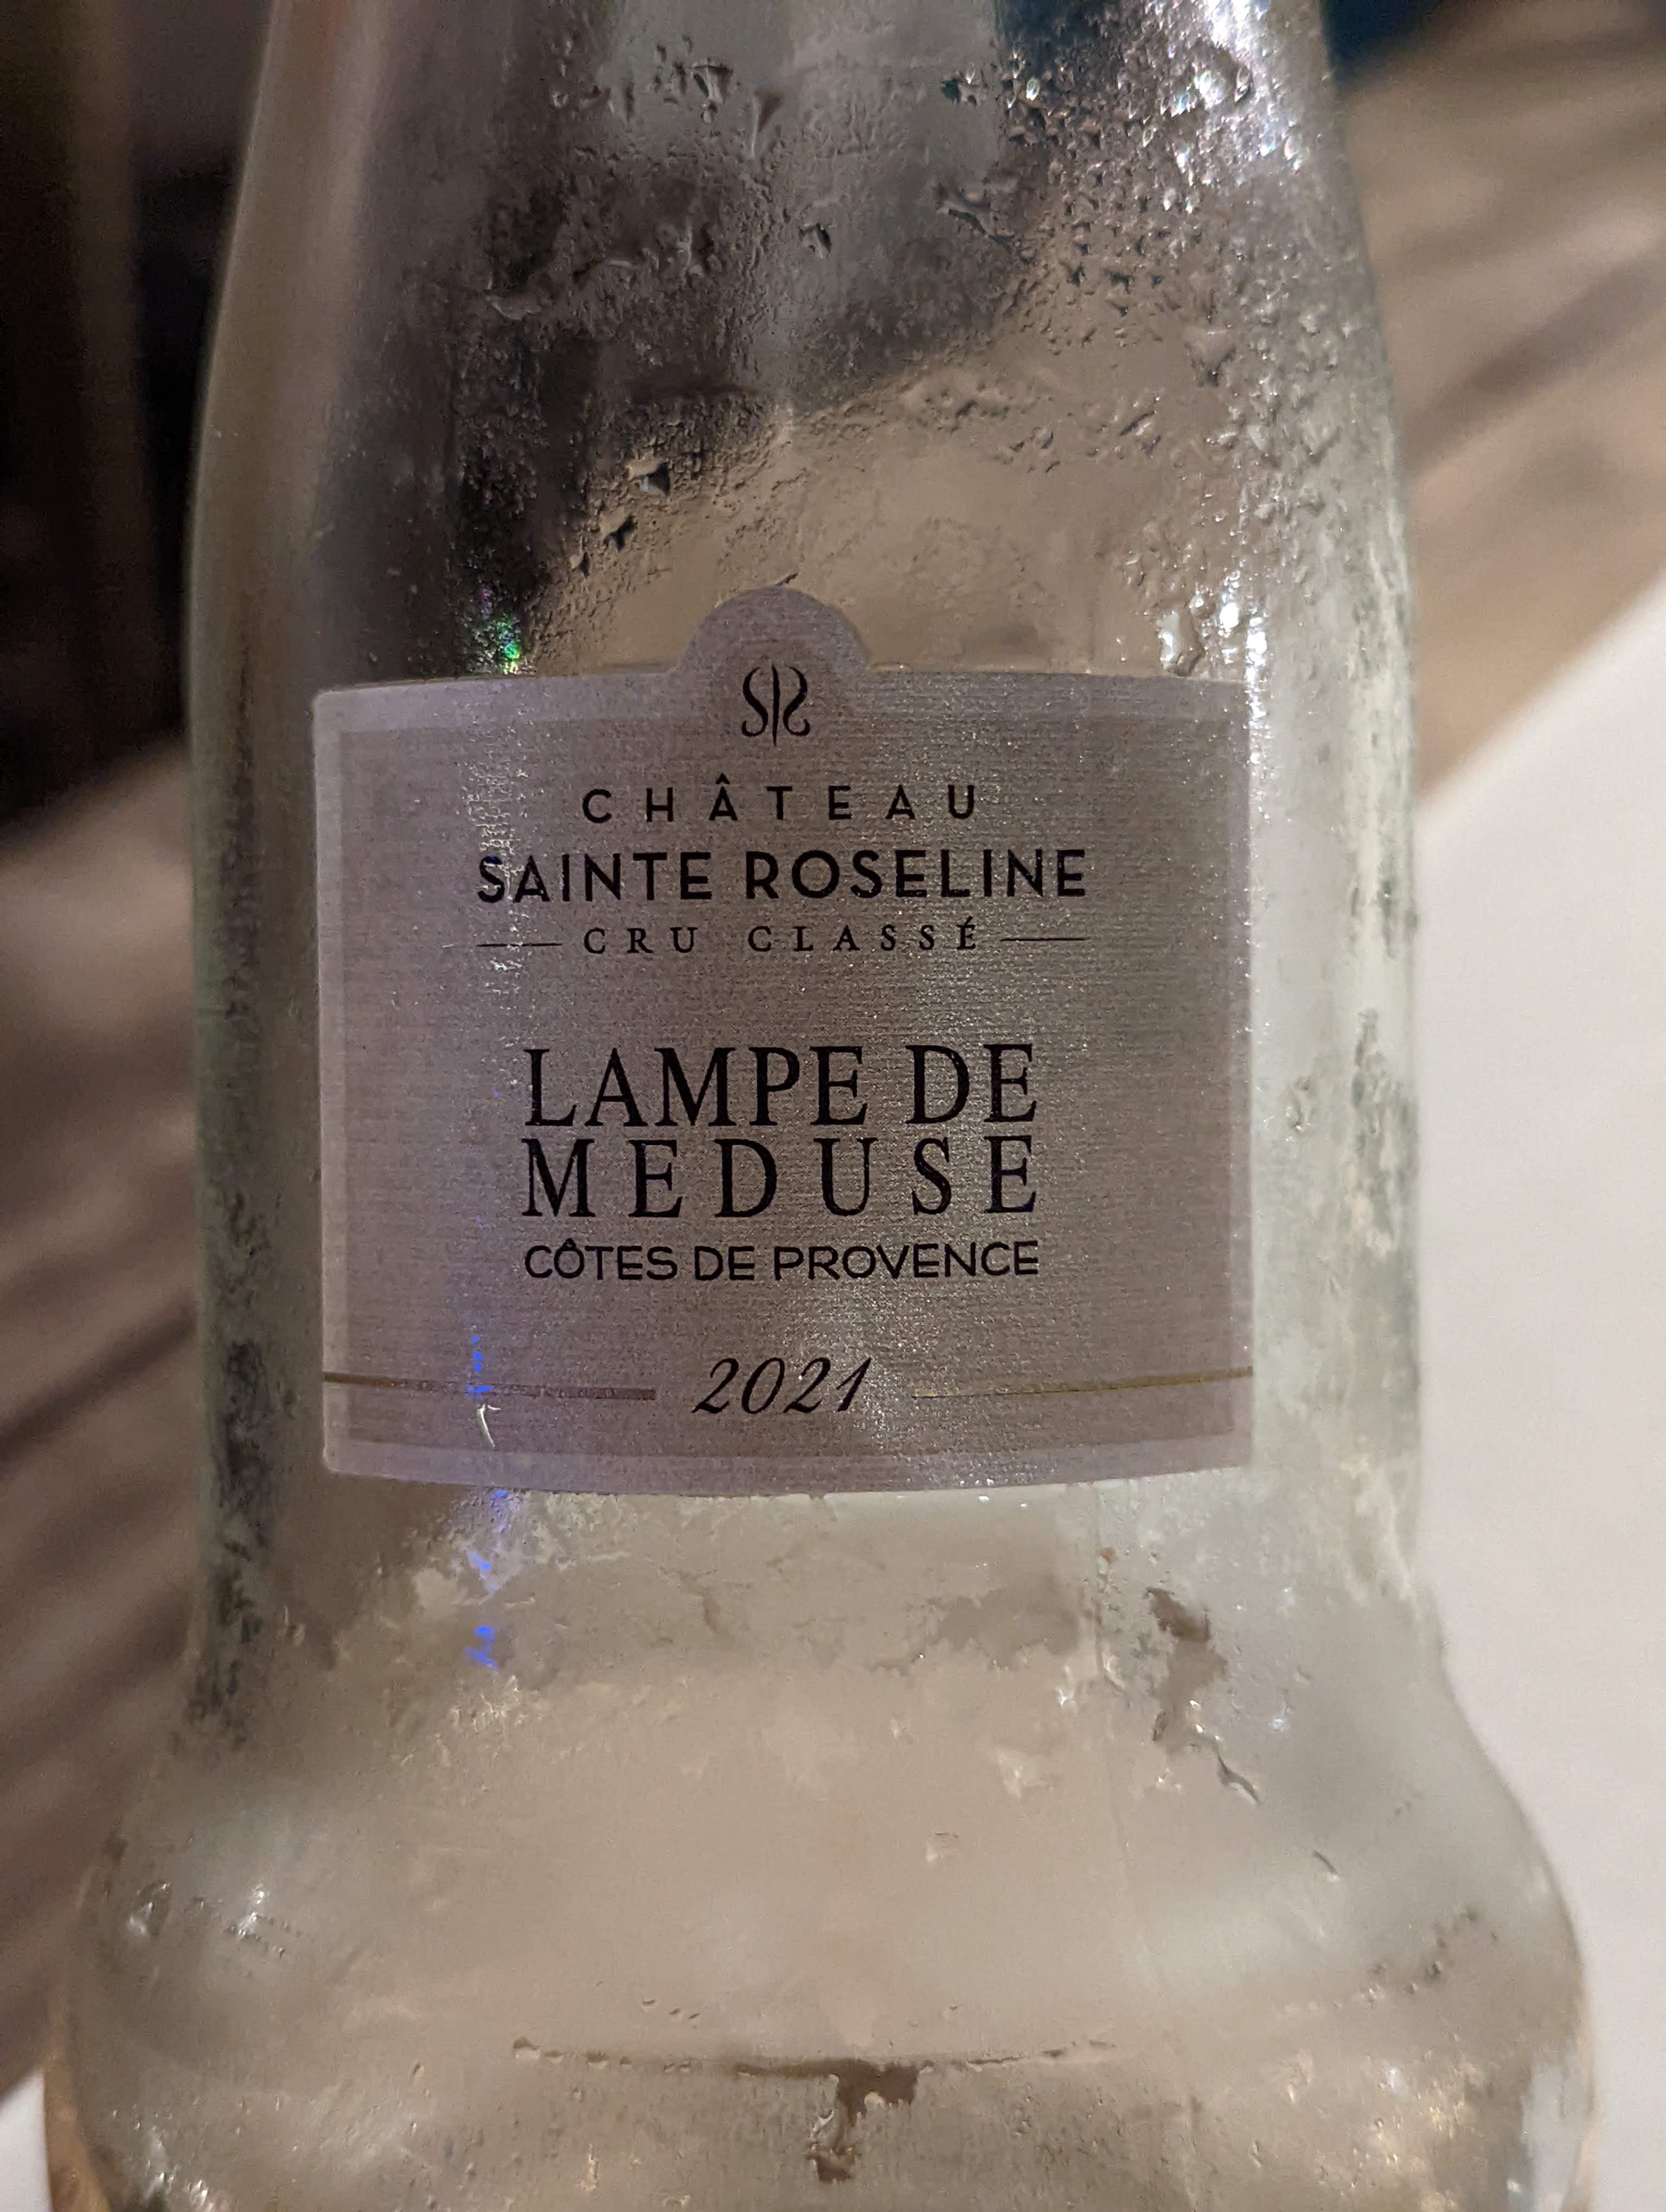 CHÂTEAU
SAINTE ROSELINE
CRU CLASSÉ
LAMPE DE
MEDUSE
CÔTES DE PROVENCE
2021